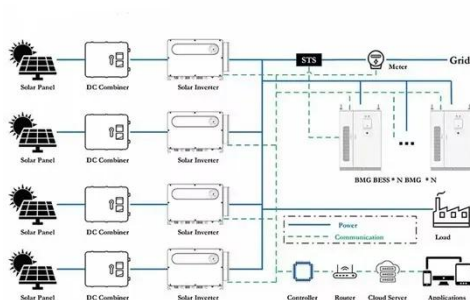 STS
Meter
Grid
Solar Panel DC Combiner Solar Inverter
Solar Panel DC Combiner Solar Inverter
BMG BESS * N BMG * N
Solar Panel DC Combiner Solar Inverter
Power
Communication
Load
Solar Panel DC Combiner Solar Inverter
Controller Router Cloud Server Application